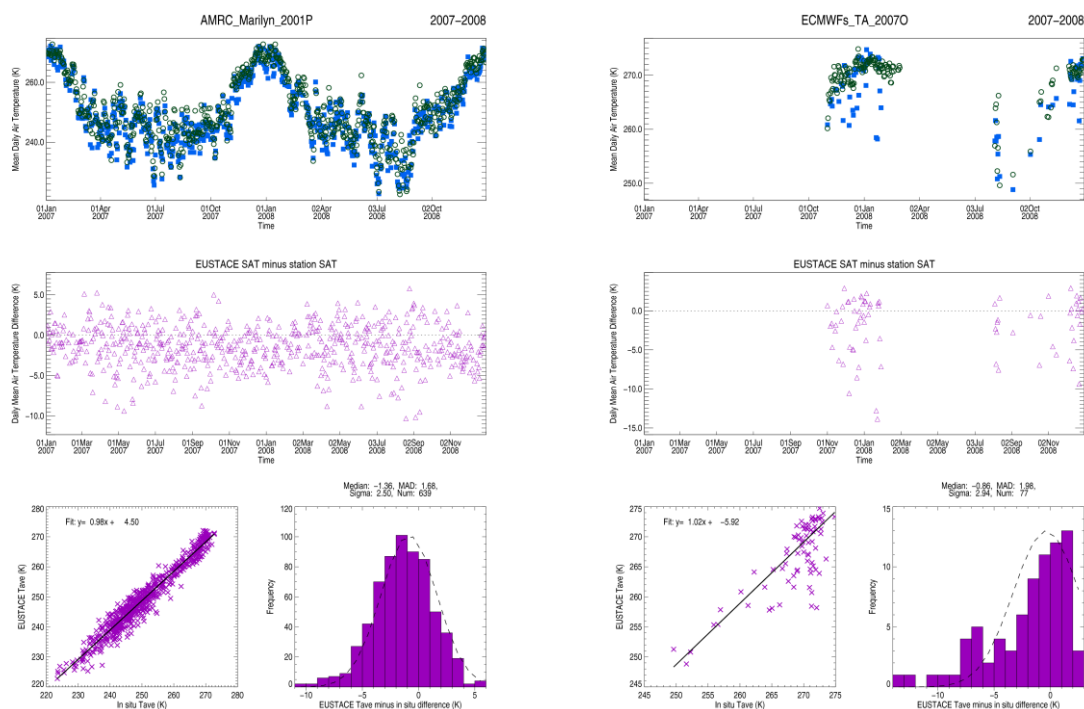 AMRC_Marilyn_2001P 2007-2008
Mean Daily Air Temperature (K)
260.0
240.0
01Jan 01Apr 01Jul 01Oct 01Jan 02Apr 03Jul 02Oct
2007 2007 2007 2007 2008 2008 2008 2008
Time
EUSTACE SAT minus station SAT
Daily Mean Air Temperature Difference (K)
5.0
0.0
-5.0
-10.0
01Jan 01Mar 01May 01Jul 01Sep 01Nov 01Jan 02Mar 02May 02Jul 02Sep 02Nov
2007 2007 2007 2007 2007 2007 2008 2008 2008 2008 2008 2008
Time
280
270
260
250
240
230
220
EUSTACE Tave (K)
Fit: y= 0.98x + 4.50
220 230 240 250 260 270 280
In situ Tave (K)
Median: -1.36, MAD: 1.68,
Sigma: 2.50, Num: 639
120
100
80
60
40
20
0
Frequency
-10 -5 0 5
EUSTACE Tave minus in situ difference (K)
ECMWFs_TA_2007O 2007-2008
Mean Daily Air Temperature (K)
270.0
260.0
250.0
01Jan 01Apr 01Jul 01Oct 01Jan 02Apr 03Jul 02Oct
2007 2007 2007 2007 2008 2008 2008 2008
Time
EUSTACE SAT minus station SAT
Daily Mean Air Temperature Difference (K)
0.0
-5.0
-10.0
-15.0
01Jan 01Mar 01May 01Jul 01Sep 01Nov 01Jan 02Mar 02May 02Jul 02Sep 02Nov
2007 2007 2007 2007 2007 2007 2008 2008 2008 2008 2008 2008
Time
275
270
265
260
255
250
245
EUSTACE Tave (K)
Fit: y= 1.02x + -5.92
245 250 255 260 265 270 275
In situ Tave (K)
Median: -0.86, MAD: 1.98,
Sigma: 2.94, Num: 77
15
10
5
0
Frequency
-10 -5 0
EUSTACE Tave minus in situ difference (K)